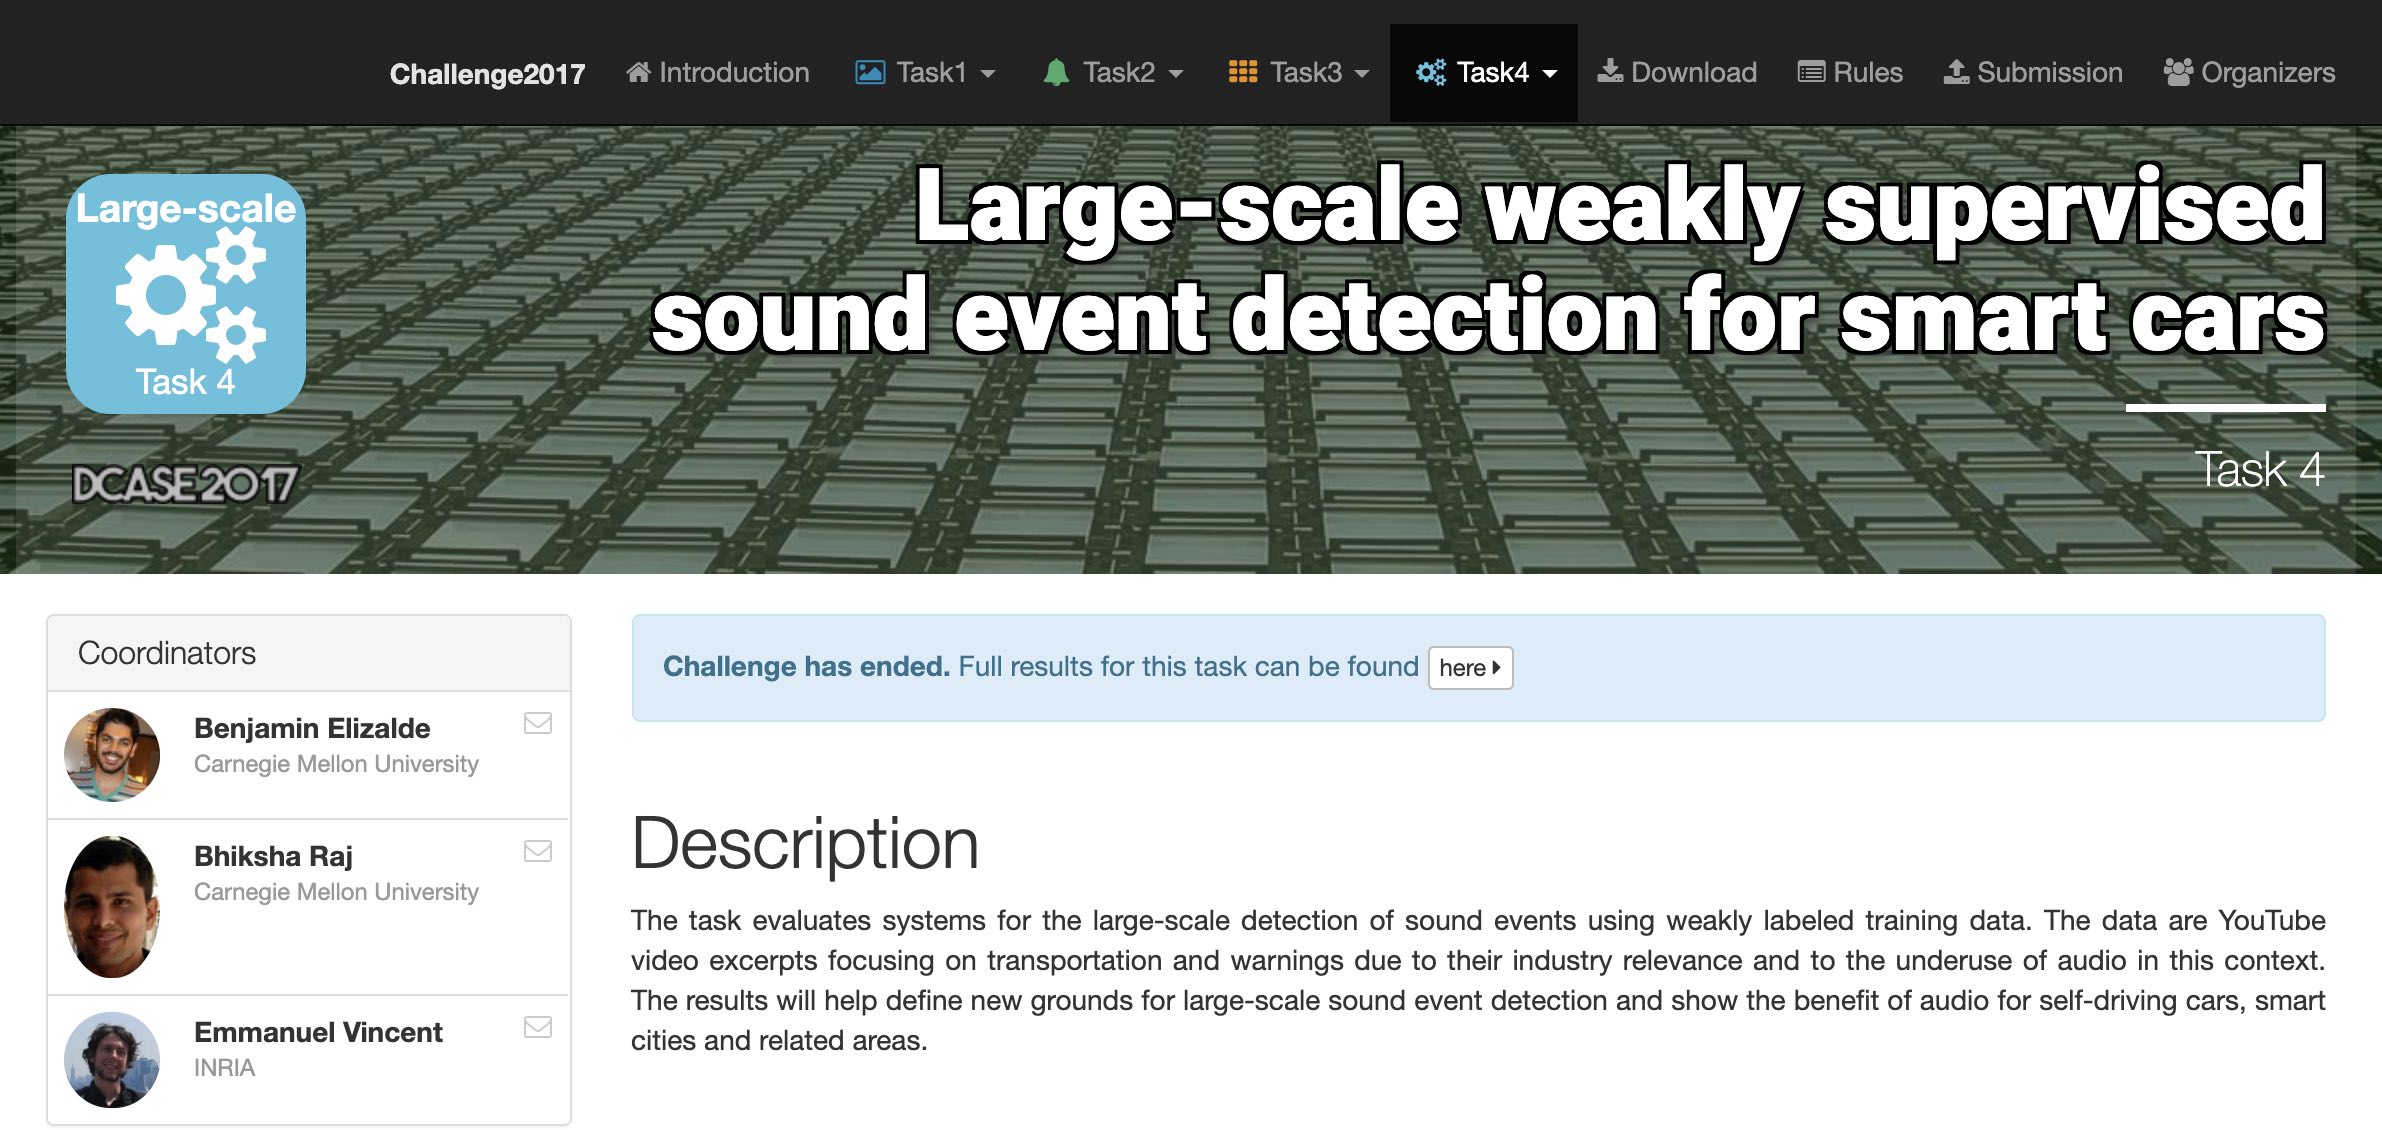 Challenge2017 Introduction Task1 Task2 Task3 Task4 Download Rules Submission Organizers
Large-scale
Task 4
DCASE2017
Large-scale weakly supervised
sound event detection for smart cars
Task 4
Coordinators
Benjamin Elizalde
Carnegie Mellon University
Bhiksha Raj
Carnegie Mellon University
Emmanuel Vincent
INRIA
Challenge has ended. Full results for this task can be found here
Description
The task evaluates systems for the large-scale detection of sound events using weakly labeled training data. The data are YouTube
video excerpts focusing on transportation and warnings due to their industry relevance and to the underuse of audio in this context.
The results will help define new grounds for large-scale sound event detection and show the benefit of audio for self-driving cars, smart
cities and related areas.